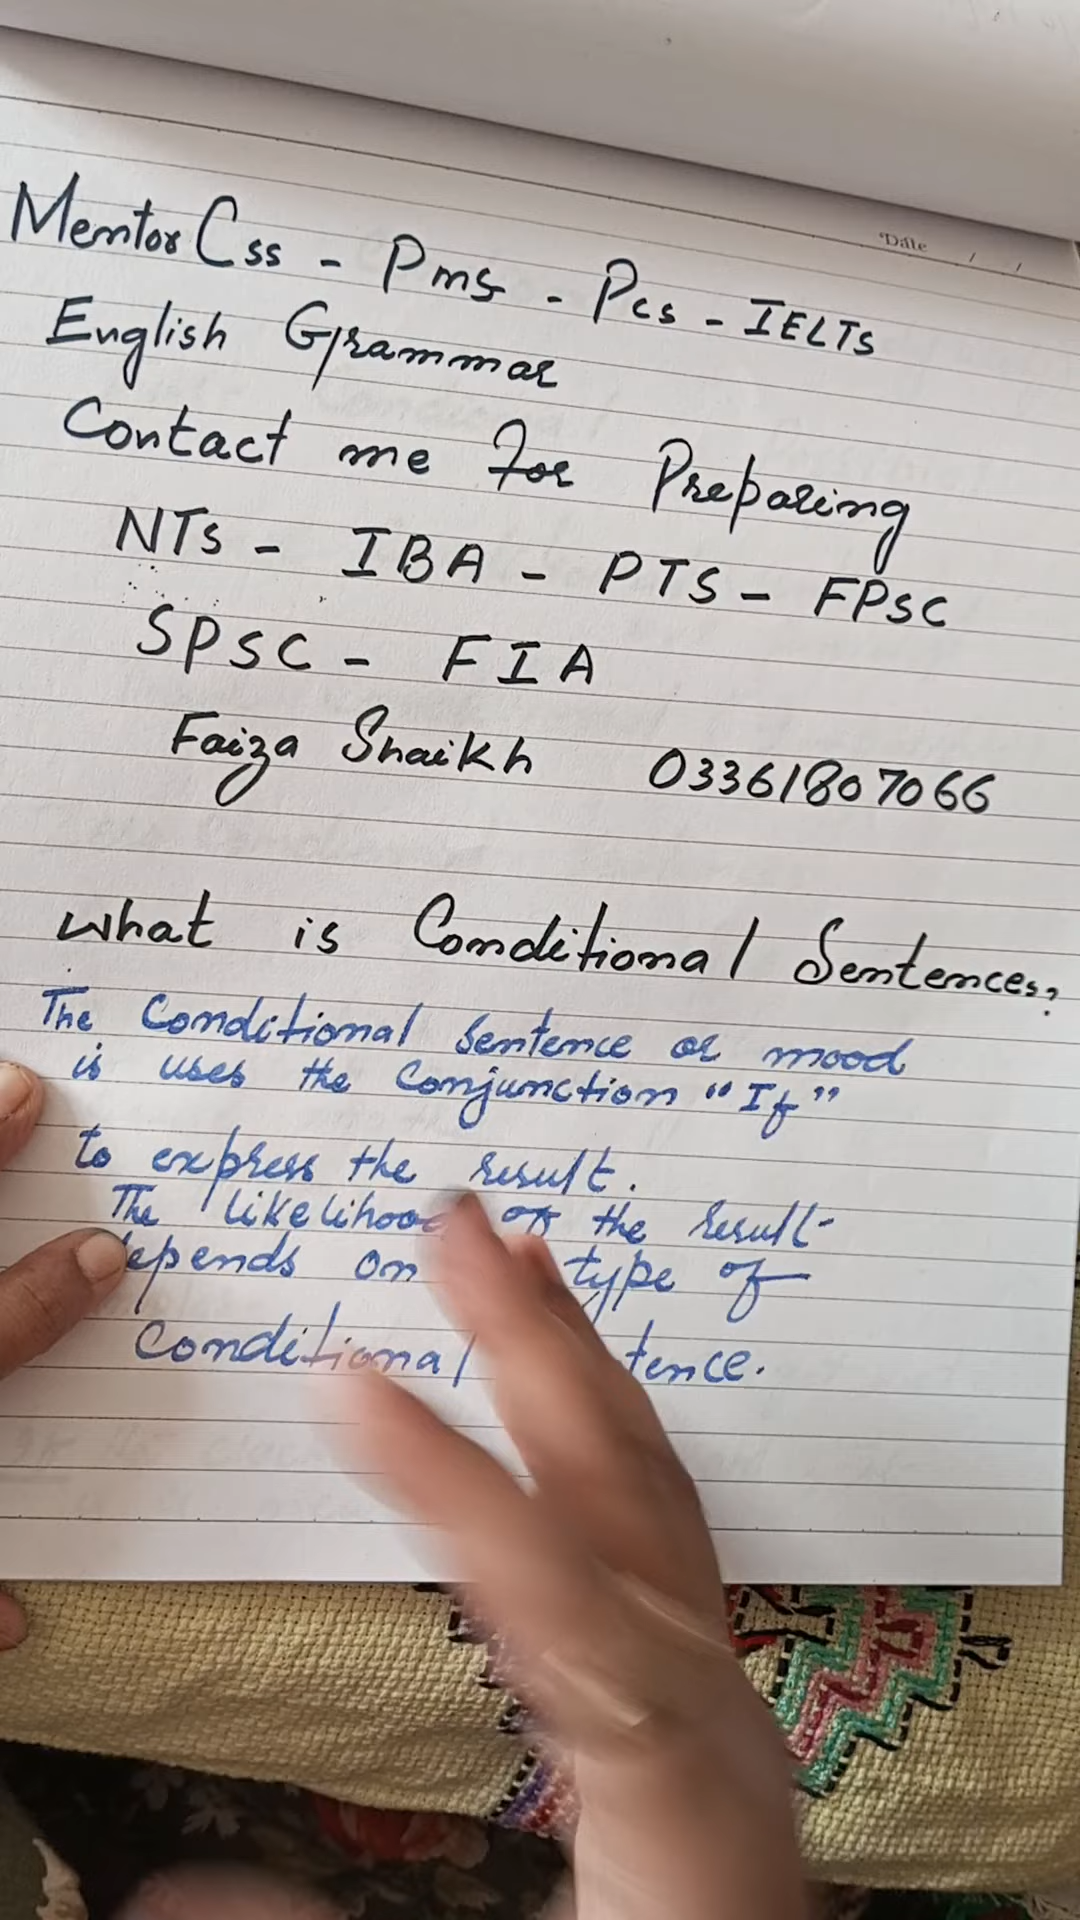 Mentor Css - Pms - Pcs - IELTs
Date / /
English Grammar
Contact me For Preparing
NTs - IBA - PTS - FPSC
SPSC - FIA
Faiza Shaikh 03361807066
What is Conditional Sentences?
The Conditional Sentence or mood
is uses the Conjunction "If"
to express the result.
The likelihood of the result
depends on type of
Conditional